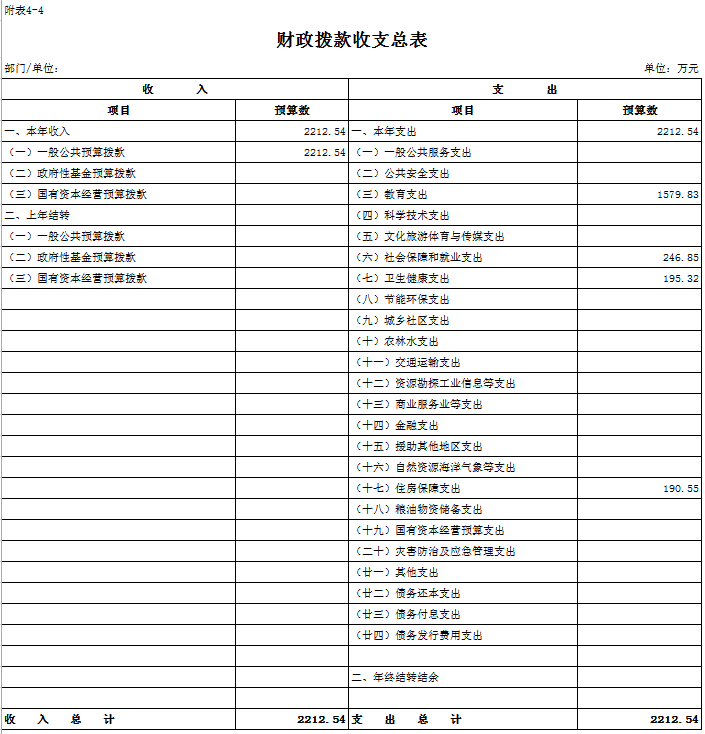 附表4-4
财政拨款收支总表
部门/单位： 单位：万元
收 入 支 出
项目 预算数 项目 预算数
一、本年收入 2212.54 一、本年支出 2212.54
（一）一般公共预算拨款 2212.54 （一）一般公共服务支出
（二）政府性基金预算拨款 （二）公共安全支出
（三）国有资本经营预算拨款 （三）教育支出 1579.83
二、上年结转 （四）科学技术支出
（一）一般公共预算拨款 （五）文化旅游体育与传媒支出
（二）政府性基金预算拨款 （六）社会保障和就业支出 246.85
（三）国有资本经营预算拨款 （七）卫生健康支出 195.32
（八）节能环保支出
（九）城乡社区支出
（十）农林水支出
（十一）交通运输支出
（十二）资源勘探工业信息等支出
（十三）商业服务业等支出
（十四）金融支出
（十五）援助其他地区支出
（十六）自然资源海洋气象等支出
（十七）住房保障支出 190.55
（十八）粮油物资储备支出
（十九）国有资本经营预算支出
（二十）灾害防治及应急管理支出
（廿一）其他支出
（廿二）债务还本支出
（廿三）债务付息支出
（廿四）债务发行费用支出
二、年终结转结余
收 入 总 计 2212.54 支 出 总 计 2212.54